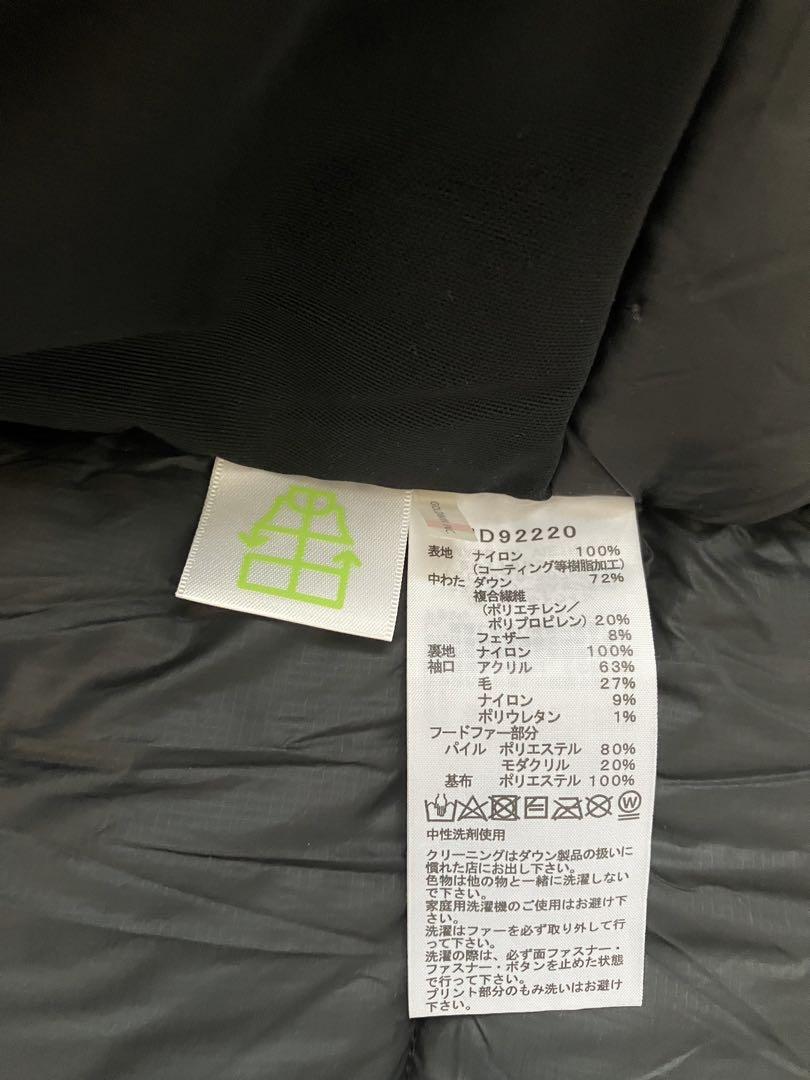 D92220
表地 ナイロン 100%
(コーティング等樹脂加工)
中わた ダウン 72%
複合繊維
(ポリエチレン/
ポリプロピレン) 20%
フェザー 8%
裏地 ナイロン 100%
袖口 アクリル 63%
毛 27%
ナイロン 9%
ポリウレタン 1%
フードファー部分
パイル ポリエステル 80%
モダクリル 20%
基布 ポリエステル 100%
W
中性洗剤使用
クリーニングはダウン製品の扱いに
慣れた店にお出し下さい。
色物は他の物と一緒に洗濯しない
で下さい。
家庭用洗濯機のご使用はお避け下
さい。
洗濯はファーを必ず取り外して行
って下さい。
洗濯の際は、必ず面ファスナー・
ファスナー・ボタンを止めた状態
で行って下さい。
プリント部分のもみ洗いはお避け
下さい。